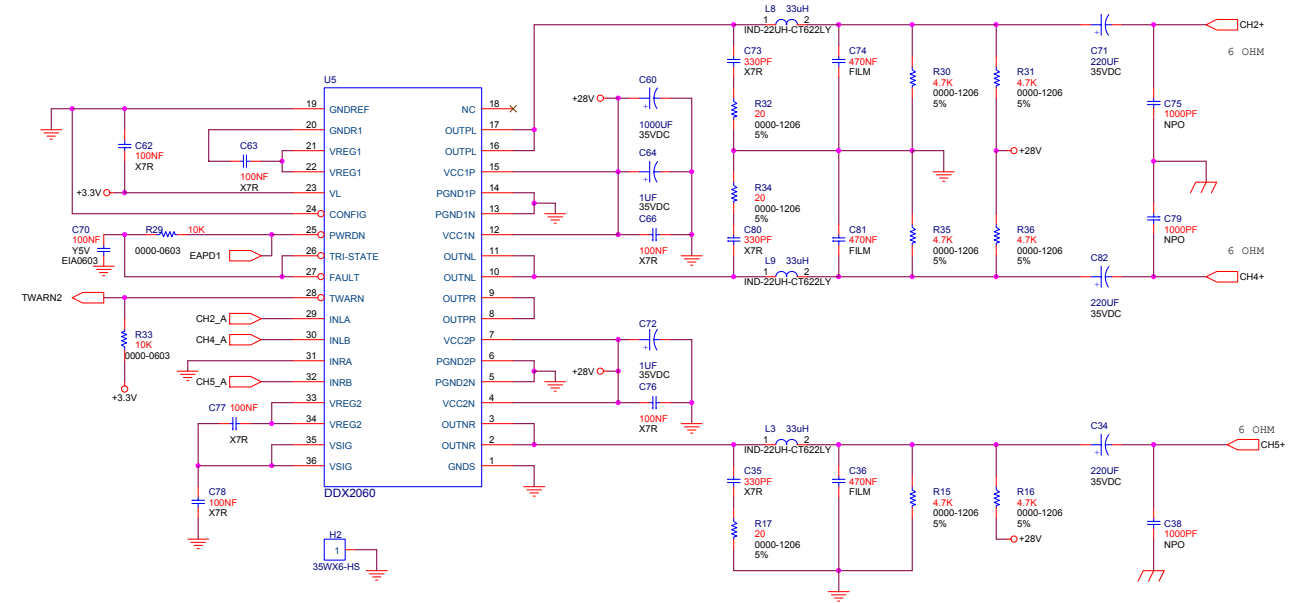 L8 33uH
1 2
IND-22UH-CT622LY
C73
330PF
X7R
C74
470NF
FILM
R30
4.7K
0000-1206
5%
R31
4.7K
0000-1206
5%
C71
220UF
35VDC
CH2+
6 OHM
U5
19 GNDREF
20 GNDR1
21 VREG1
22 VREG1
23 VL
24 CONFIG
25 PWRDN
26 TRI-STATE
27 FAULT
28 TWARN
29 INLA
30 INLB
31 INRA
32 INRB
33 VREG2
34 VREG2
35 VSIG
36 VSIG
NC 18
OUTPL 17
OUTPL 16
VCC1P 15
PGND1P 14
PGND1N 13
VCC1N 12
OUTNL 11
OUTNL 10
OUTPR 9
OUTPR 8
VCC2P 7
PGND2P 6
PGND2N 5
VCC2N 4
OUTNR 3
OUTNR 2
GNDS 1
DDX2060
C62
100NF
X7R
C63
100NF
X7R
+3.3V
C70
100NF
Y5V
EIA0603
R29 10K
0000-0603
EAPD1
TWARN2
R33
10K
0000-0603
+3.3V
CH2_A
CH4_A
CH5_A
C77 100NF
X7R
C78
100NF
X7R
H2
1
35WX6-HS
C60
+28V
1000UF
35VDC
C64
1UF
35VDC
C66
100NF
X7R
C72
1UF
35VDC
+28V
C76
100NF
X7R
R32
20
0000-1206
5%
R34
20
0000-1206
5%
C80
330PF
X7R
C81
470NF
FILM
R35
4.7K
0000-1206
5%
R36
4.7K
0000-1206
5%
+28V
L9 33uH
1 2
IND-22UH-CT622LY
C75
1000PF
NPO
C79
1000PF
NPO
C82
220UF
35VDC
6 OHM
CH4+
L3 33uH
1 2
IND-22UH-CT622LY
C35
330PF
X7R
C36
470NF
FILM
R17
20
0000-1206
5%
R15
4.7K
0000-1206
5%
R16
4.7K
0000-1206
5%
+28V
C34
220UF
35VDC
6 OHM
CH5+
C38
1000PF
NPO